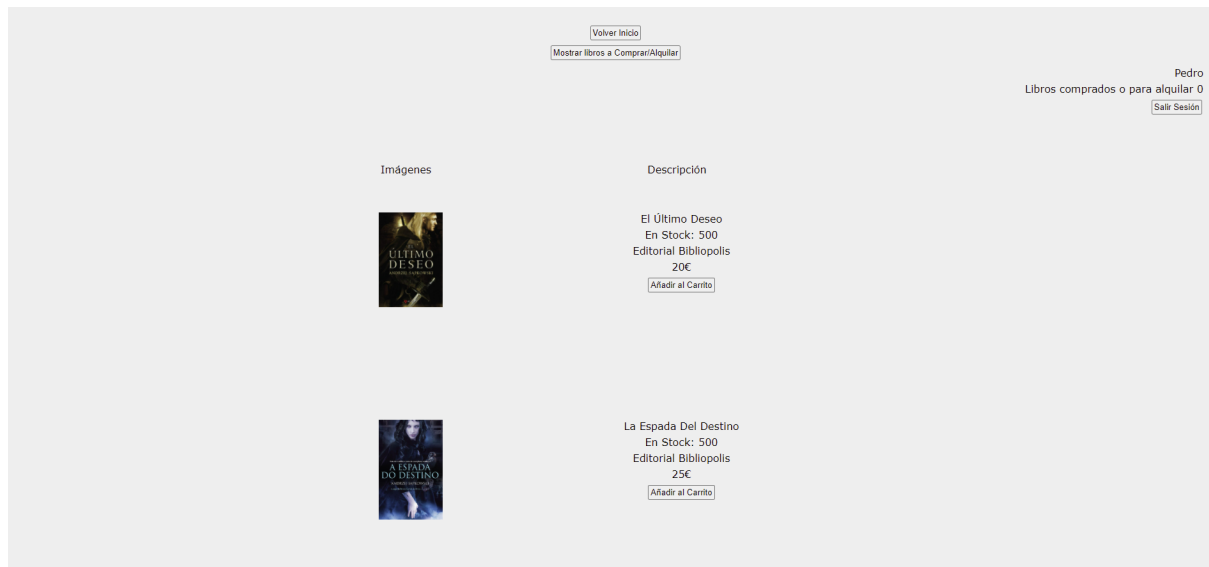 Volver Inicio
Mostrar libros a Comprar/Alquilar
Pedro
Libros comprados o para alquilar 0
Salir Sesión
Imágenes
Descripción
ÚLTIMO
DESEO
El Último Deseo
En Stock: 500
Editorial Bibliopolis
20€
Añadir al Carrito
A ESPADA
DO DESTINO
La Espada Del Destino
En Stock: 500
Editorial Bibliopolis
25€
Añadir al Carrito